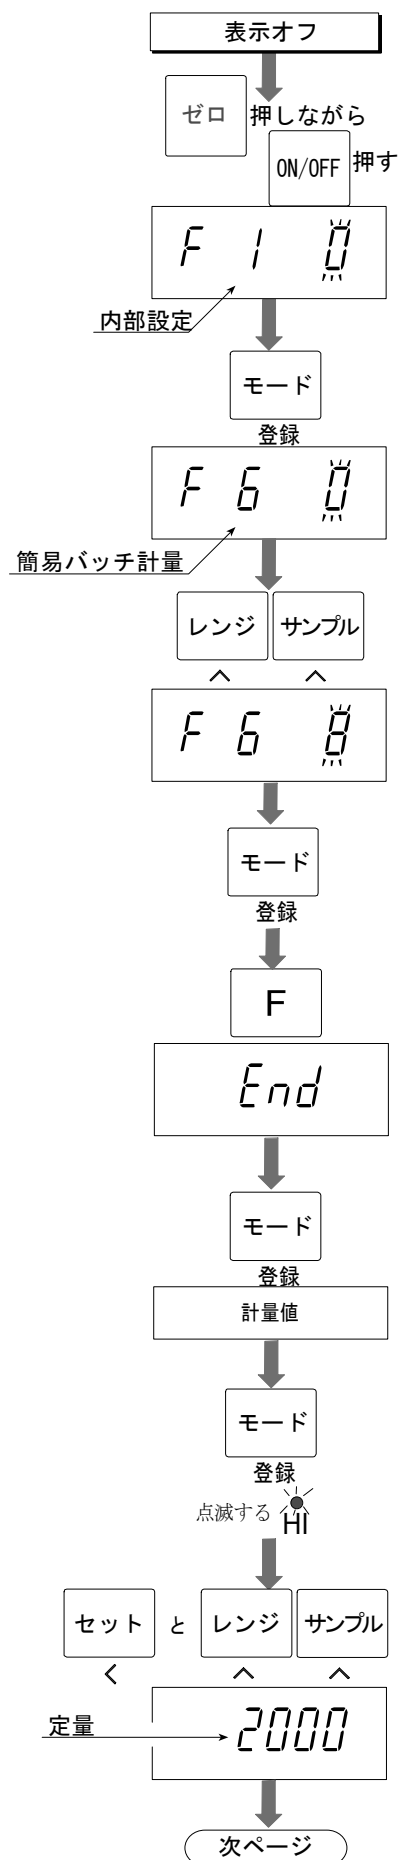 表示オフ
ゼロ 押しながら
ON/OFF 押す
F 1 0
内部設定
モード
登録
F 6 0
簡易バッチ計量
レンジ サンプル
F 6 8
モード
登録
F
End
モード
登録
計量値
モード
登録
点滅する HI
セット と レンジ サンプル
定量 2000
次ページ